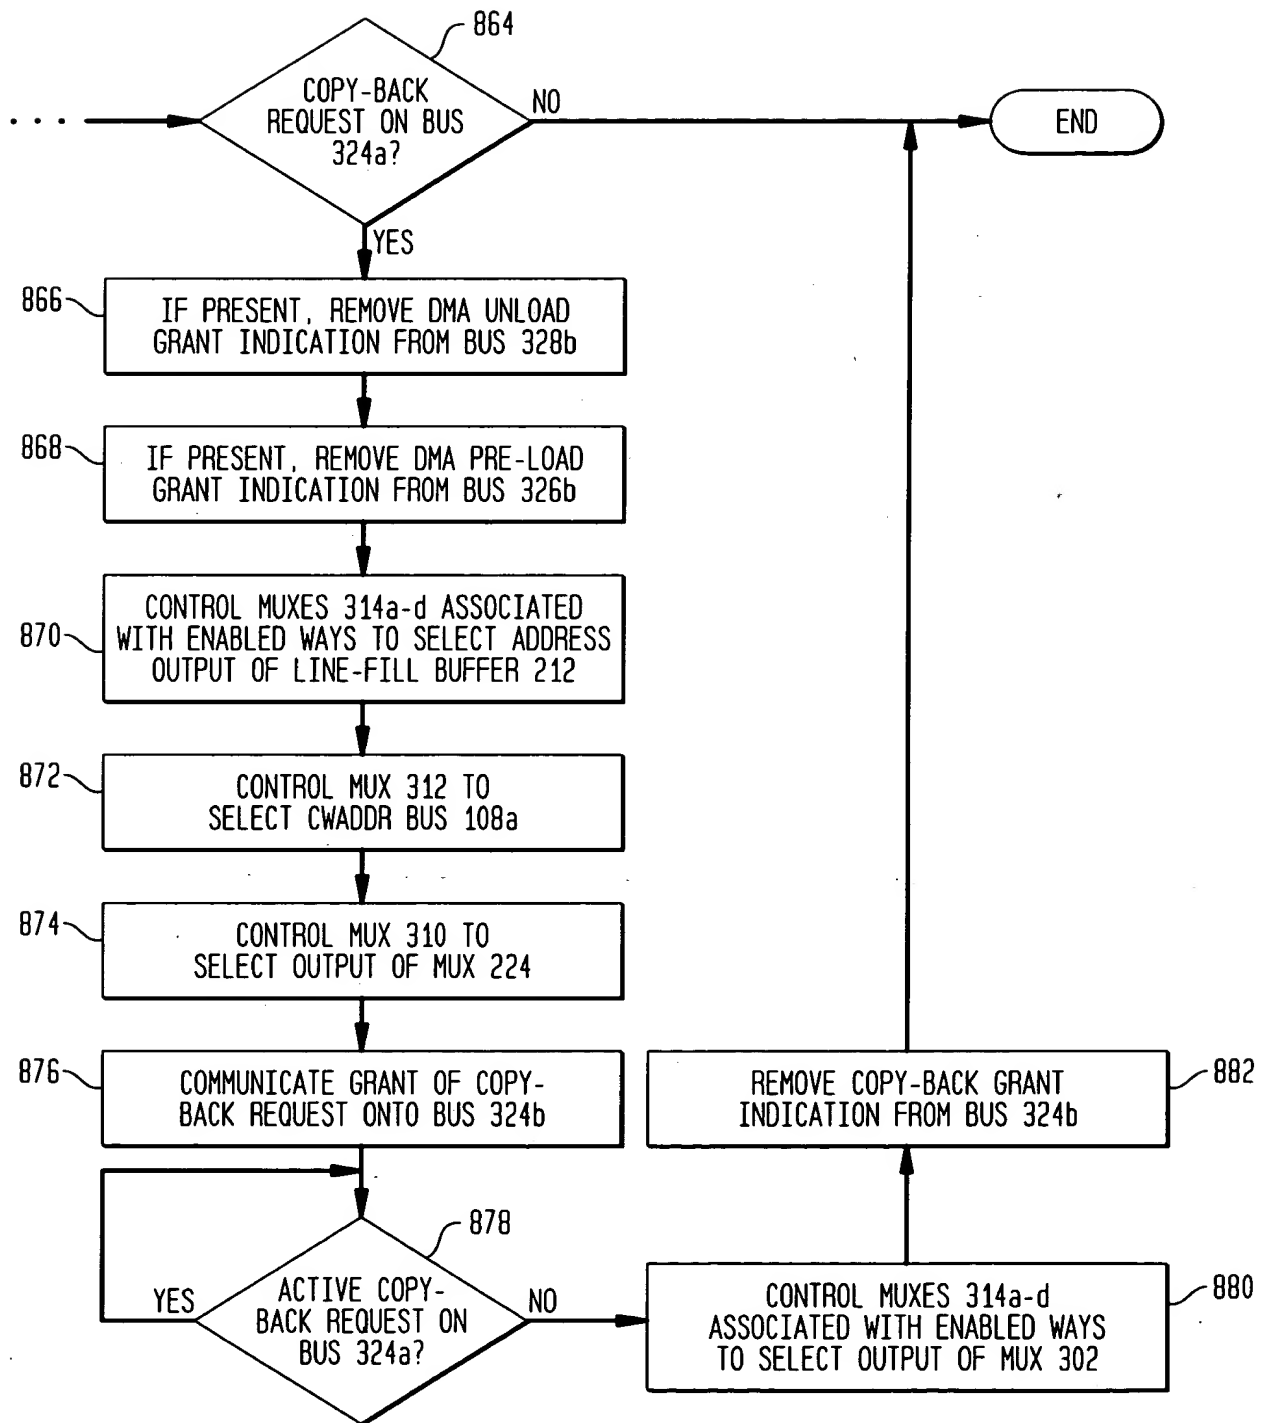 864
COPY-BACK
REQUEST ON BUS
324a?
NO
END
YES
866
IF PRESENT, REMOVE DMA UNLOAD
GRANT INDICATION FROM BUS 328b
868
IF PRESENT, REMOVE DMA PRE-LOAD
GRANT INDICATION FROM BUS 326b
870
CONTROL MUXES 314a-d ASSOCIATED
WITH ENABLED WAYS TO SELECT ADDRESS
OUTPUT OF LINE-FILL BUFFER 212
872
CONTROL MUX 312 TO
SELECT CWADDR BUS 108a
874
CONTROL MUX 310 TO
SELECT OUTPUT OF MUX 224
876
COMMUNICATE GRANT OF COPY-
BACK REQUEST ONTO BUS 324b
878
ACTIVE COPY-
BACK REQUEST ON
BUS 324a?
YES
NO
880
CONTROL MUXES 314a-d
ASSOCIATED WITH ENABLED WAYS
TO SELECT OUTPUT OF MUX 302
882
REMOVE COPY-BACK GRANT
INDICATION FROM BUS 324b